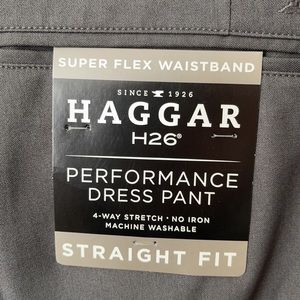 SUPER FLEX WAISTBAND
SINCE 1926
HAGGAR
H26®
PERFORMANCE
DRESS PANT
4-WAY STRETCH • NO IRON
MACHINE WASHABLE
STRAIGHT FIT